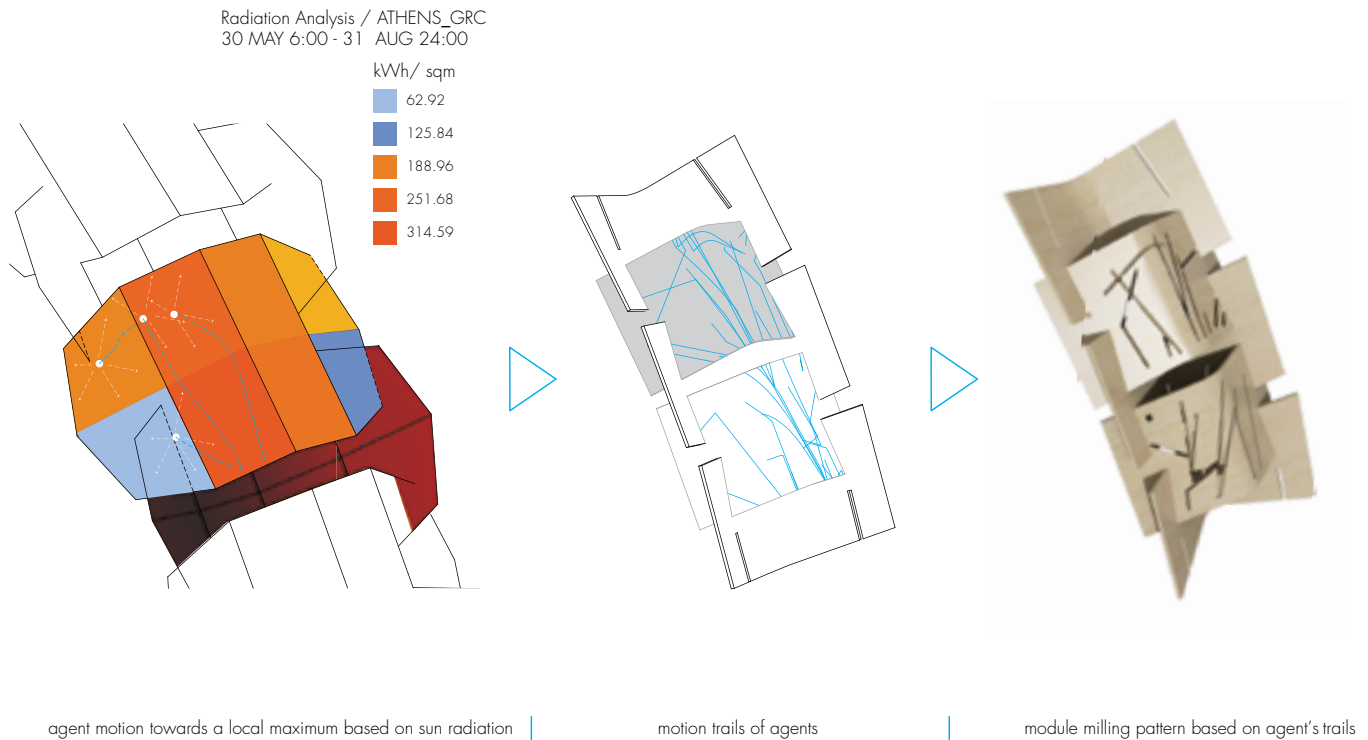 Radiation Analysis / ATHENS_GRC
30 MAY 6:00 - 31 AUG 24:00
kWh/ sqm
62.92
125.84
188.96
251.68
314.59
agent motion towards a local maximum based on sun radiation
motion trails of agents
module milling pattern based on agent's trails